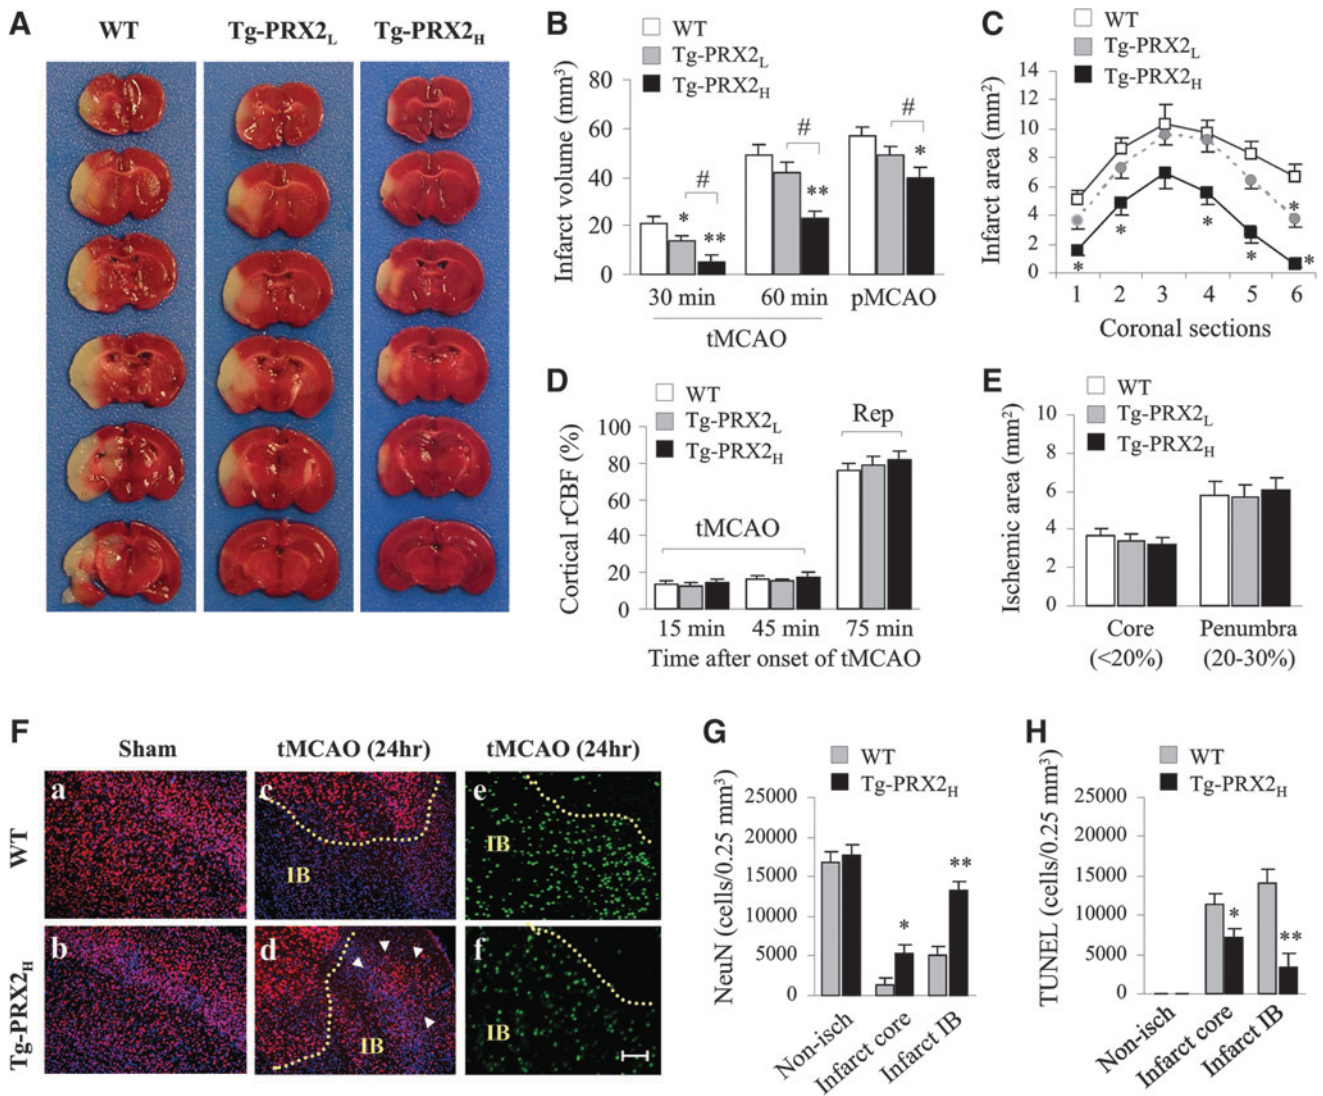 A
WT
Tg-PRX2L
Tg-PRX2H
B
WT
Tg-PRX2L
Tg-PRX2H
Infarct volume (mm³)
80
60
40
20
0
#
#
#
*
**
**
*
30 min
60 min
pMCAO
tMCAO
C
WT
Tg-PRX2L
Tg-PRX2H
Infarct area (mm²)
14
12
10
8
6
4
2
0
*
*
*
*
*
*
1 2 3 4 5 6
Coronal sections
D
WT
Tg-PRX2L
Tg-PRX2H
Cortical rCBF (%)
100
80
60
40
20
0
Rep
tMCAO
15 min
45 min
75 min
Time after onset of tMCAO
E
WT
Tg-PRX2L
Tg-PRX2H
Ischemic area (mm²)
10
8
6
4
2
0
Core
(<20%)
Penumbra
(20-30%)
F
Sham
tMCAO (24hr)
tMCAO (24hr)
WT
a
c
IB
e
IB
Tg-PRX2H
b
d
IB
f
IB
G
WT
Tg-PRX2H
NeuN (cells/0.25 mm³)
25000
20000
15000
10000
5000
0
*
**
Non-isch
Infarct core
Infarct IB
H
WT
Tg-PRX2H
TUNEL (cells/0.25 mm³)
25000
20000
15000
10000
5000
0
*
**
Non-isch
Infarct core
Infarct IB